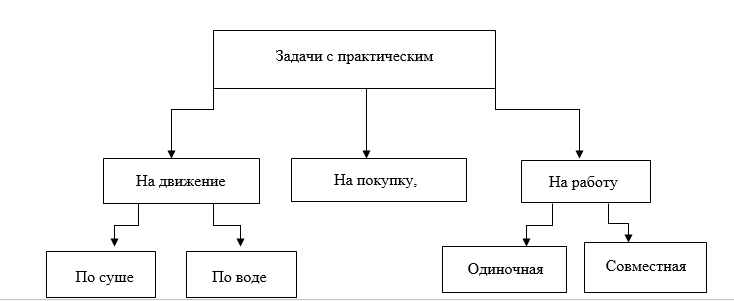 Задачи с практическим
На движение
На покупку,
На работу
По суше
По воде
Одиночная
Совместная